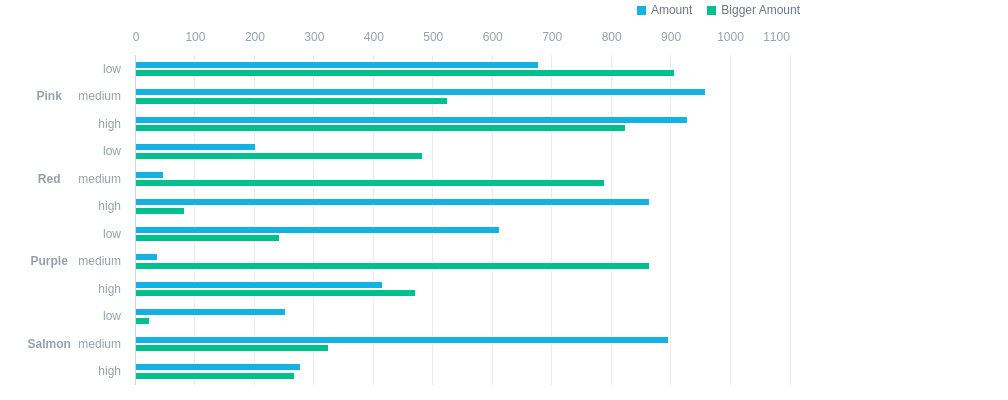 Amount Bigger Amount
0 100 200 300 400 500 600 700 800 900 1000 1100
low
Pink medium
high
low
Red medium
high
low
Purple medium
high
low
Salmon medium
high